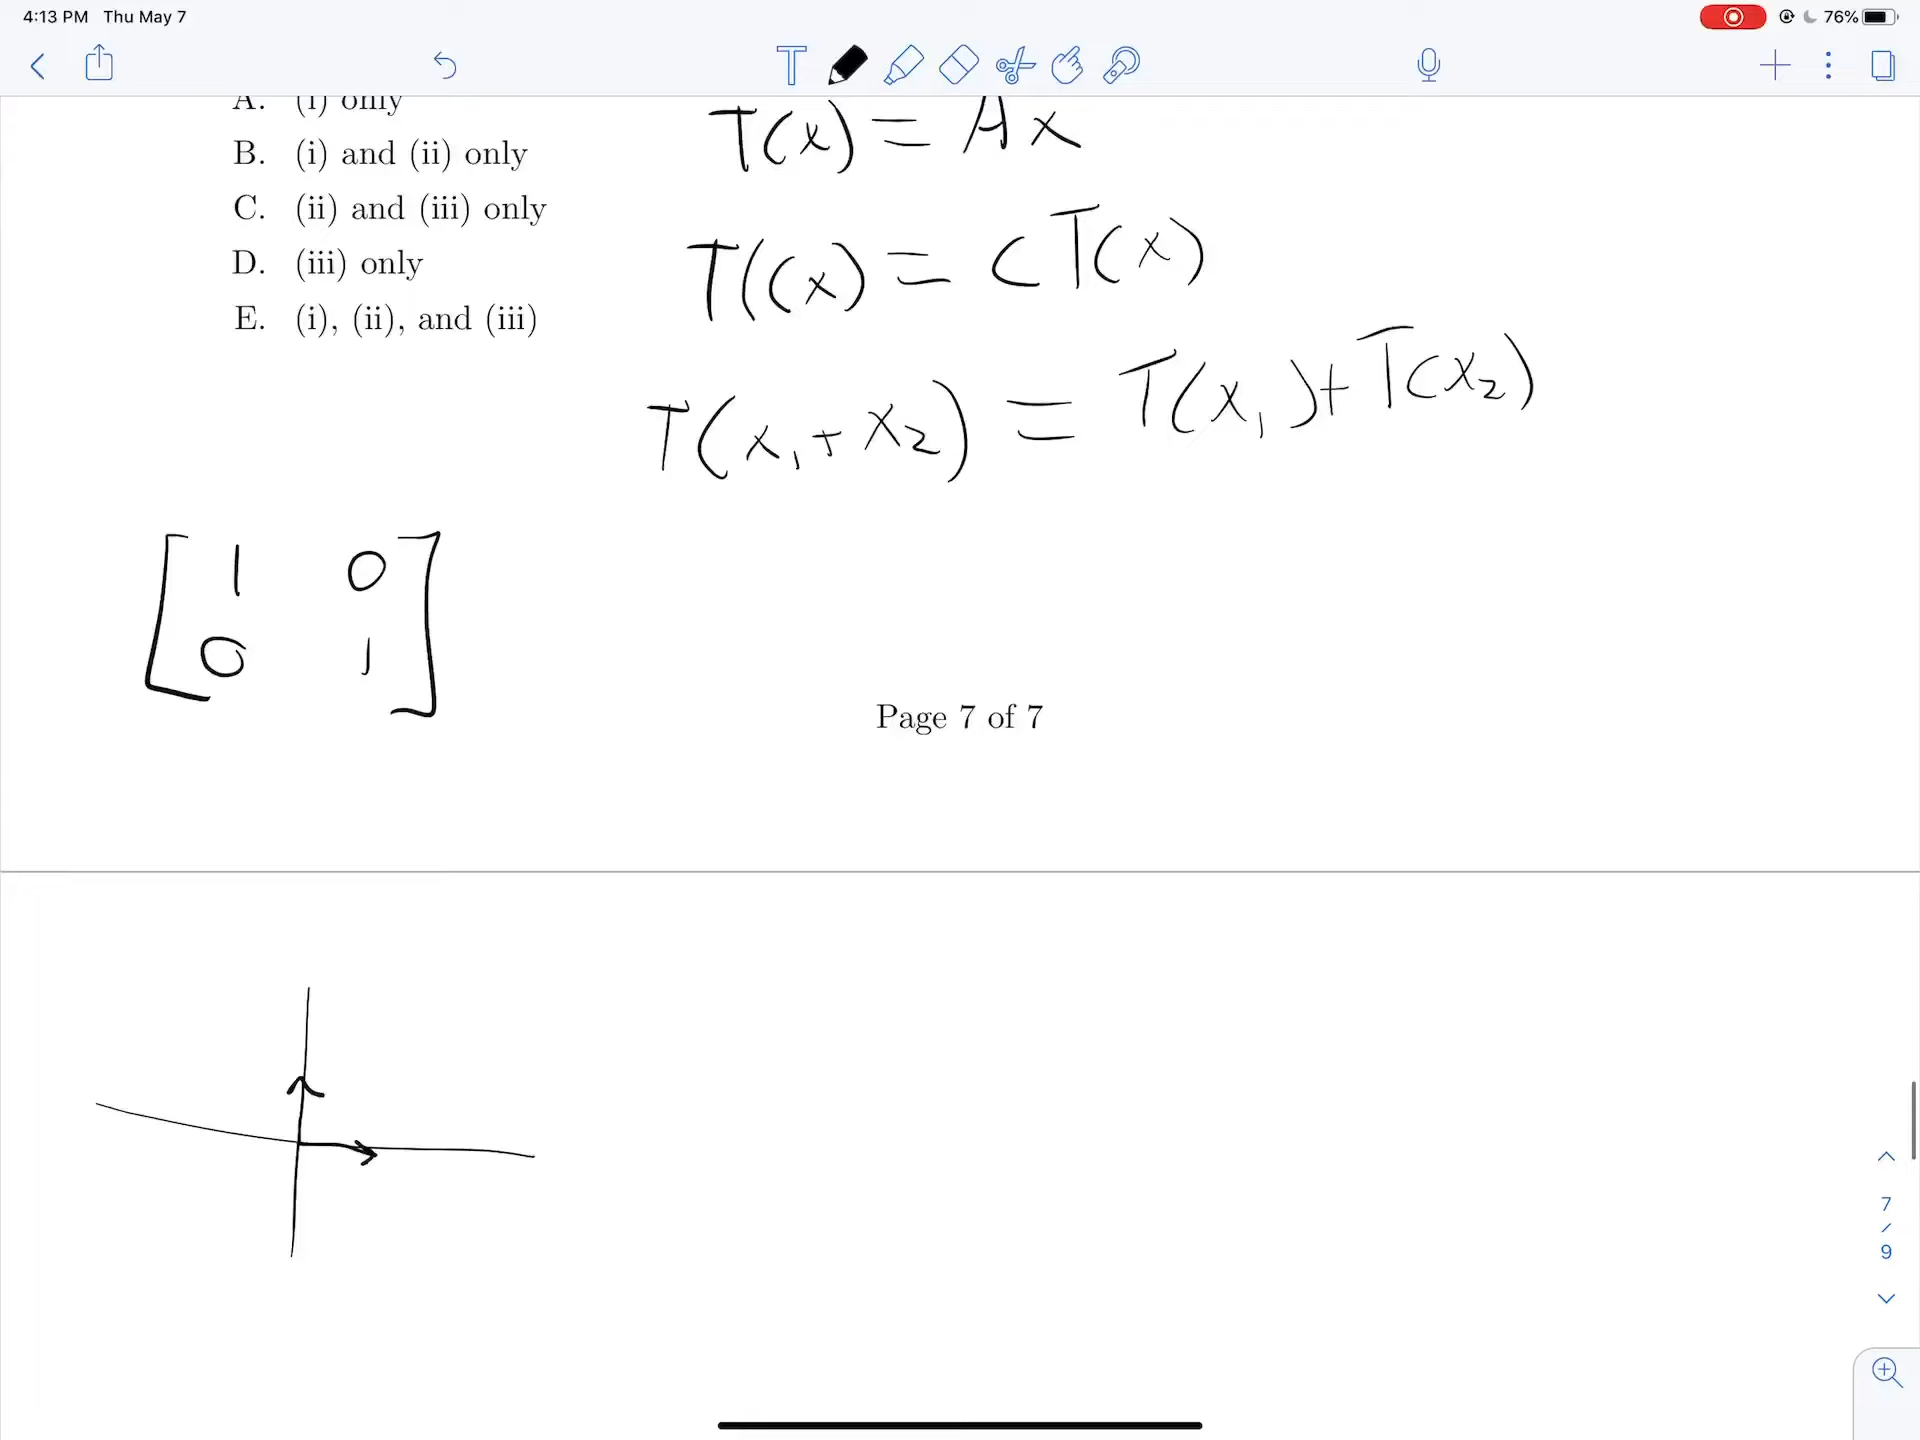 4:13 PM Thu May 7
76%
A. (i) only
B. (i) and (ii) only
C. (ii) and (iii) only
D. (iii) only
E. (i), (ii), and (iii)
T(x) = Ax
T(cx) = cT(x)
T(x₁ + x₂) = T(x₁) + T(x₂)
1 0
0 1
Page 7 of 7
7
/
9